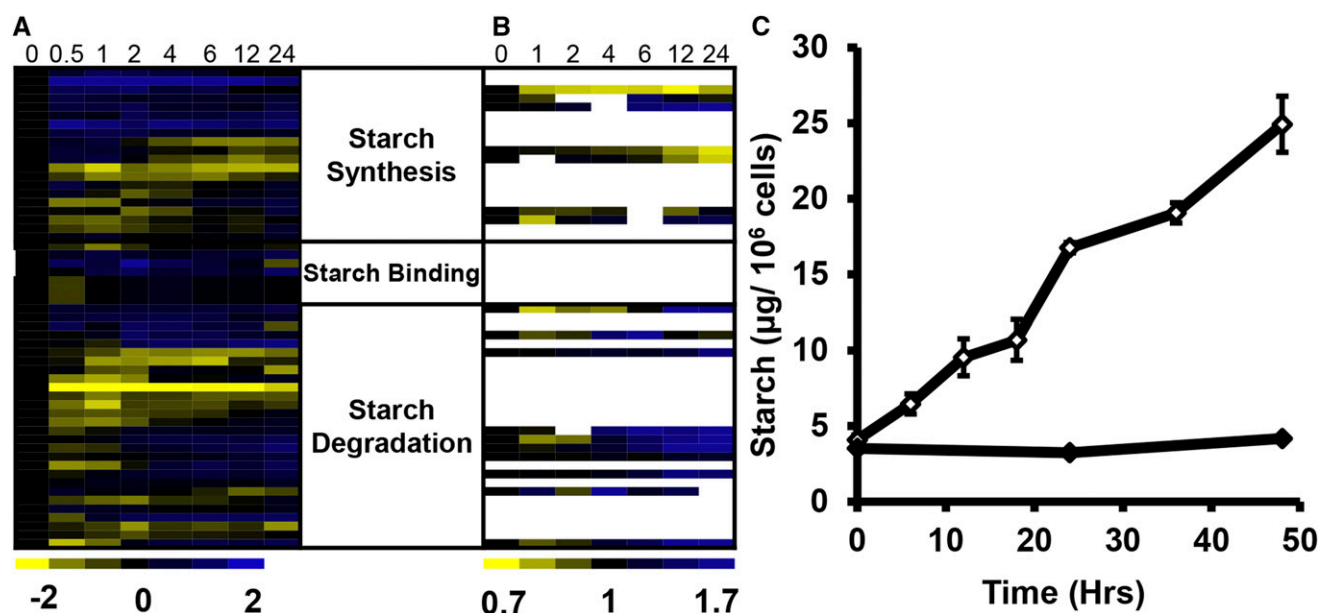 A
0 0.5 1 2 4 6 12 24
Starch
Synthesis
Starch Binding
Starch
Degradation
-2 0 2
B
0 1 2 4 6 12 24
0.7 1 1.7
C
Starch (µg/ 10⁶ cells)
30
25
20
15
10
5
0
0 10 20 30 40 50
Time (Hrs)